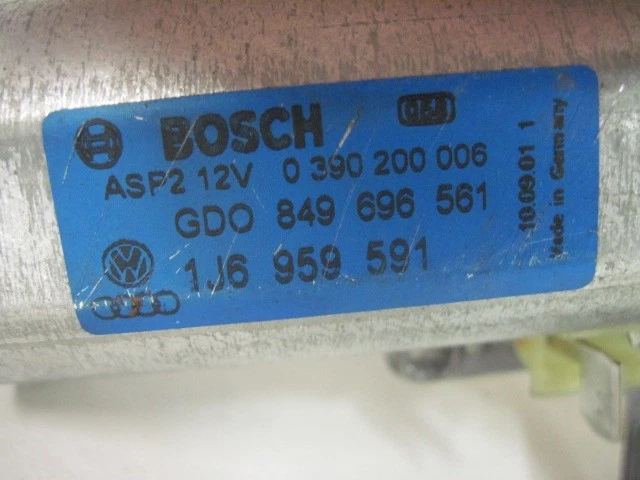 BOSCH
ASP2 12V 0 390 200 006
GDO 849 696 561
1J6 959 591
10.09.01 1
Made in Germany